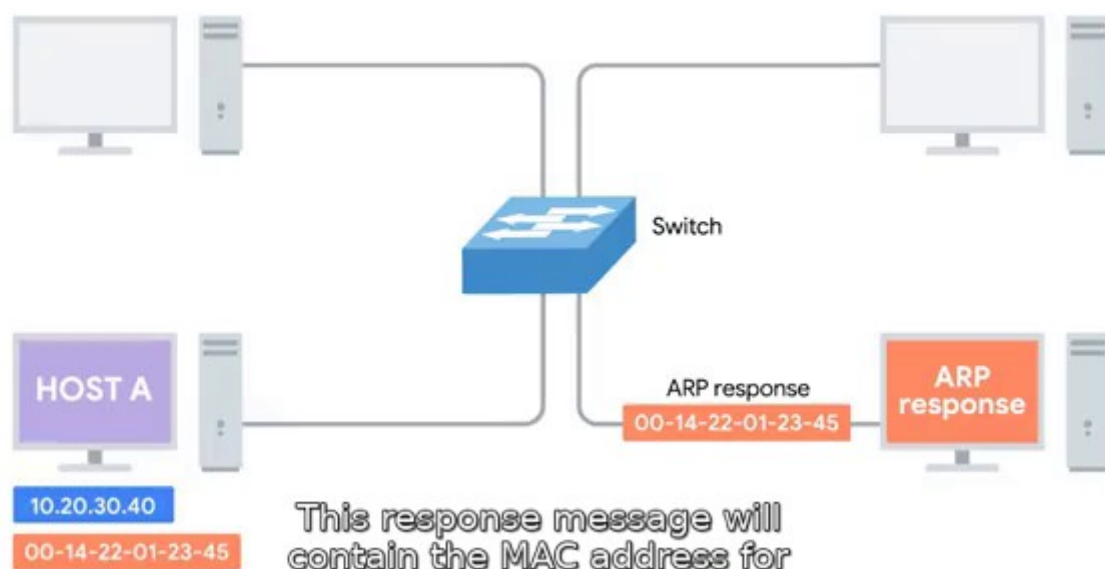 Switch
HOST A
ARP response
00-14-22-01-23-45
ARP
response
10.20.30.40
00-14-22-01-23-45
This response message will
contain the MAC address for